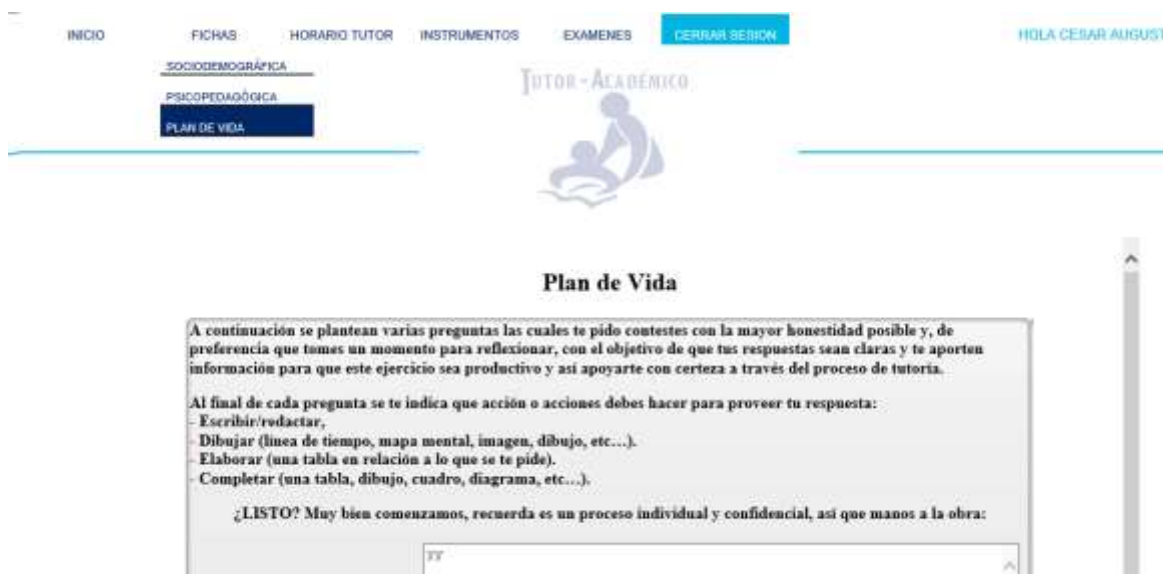 INICIO FICHAS HORARIO TUTOR INSTRUMENTOS EXAMENES CERRAR SESION HOLA CESAR AUGUST
SOCIODEMOGRÁFICA
PSICOPEDAGÓGICA
PLAN DE VIDA
TUTOR-ACADÉMICO
Plan de Vida
A continuación se plantean varias preguntas las cuales te pido contestes con la mayor honestidad posible y, de
preferencia que tomes un momento para reflexionar, con el objetivo de que tus respuestas sean claras y te aporten
información para que este ejercicio sea productivo y así apoyarte con certeza a través del proceso de tutoría.
Al final de cada pregunta se te indica que acción o acciones debes hacer para proveer tu respuesta:
- Escribir/redactar,
- Dibujar (línea de tiempo, mapa mental, imagen, dibujo, etc…).
- Elaborar (una tabla en relación a lo que se te pide).
- Completar (una tabla, dibujo, cuadro, diagrama, etc…).
¿LISTO? Muy bien comenzamos, recuerda es un proceso individual y confidencial, así que manos a la obra: